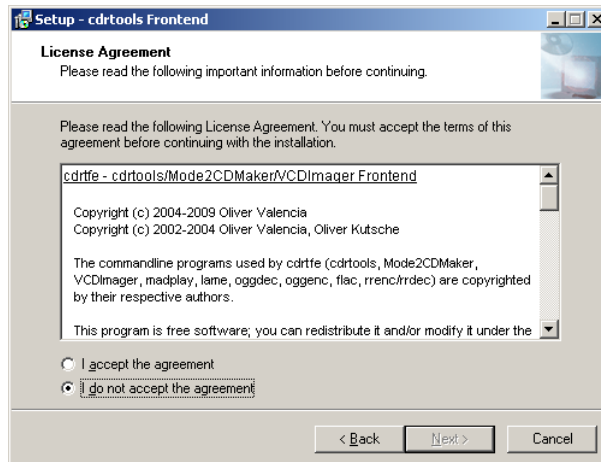 Setup - cdrtools Frontend
License Agreement
Please read the following important information before continuing.
Please read the following License Agreement. You must accept the terms of this
agreement before continuing with the installation.
cdrtfe - cdrtools/Mode2CDMaker/VCDImager Frontend
Copyright (c) 2004-2009 Oliver Valencia
Copyright (c) 2002-2004 Oliver Valencia, Oliver Kutsche
The commandline programs used by cdrtfe (cdrtools, Mode2CDMaker,
VCDImager, madplay, lame, oggdec, oggenc, flac, rrenc/rrdec) are copyrighted
by their respective authors.
This program is free software; you can redistribute it and/or modify it under the
I accept the agreement
I do not accept the agreement
< Back
Next >
Cancel